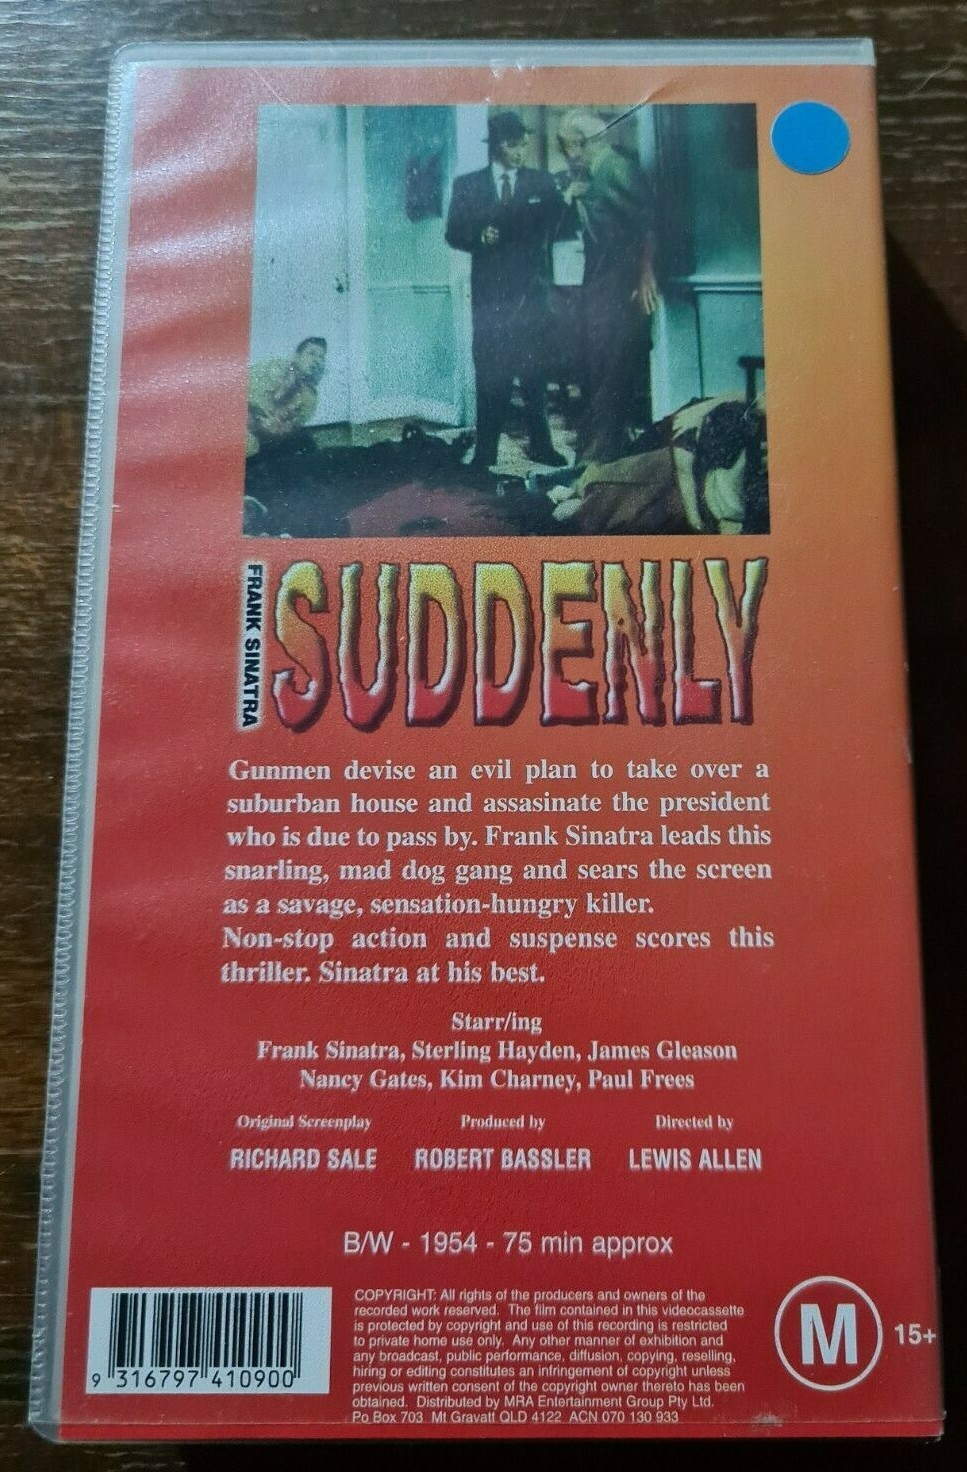 FRANK SINATRA
SUDDENLY
Gunmen devise an evil plan to take over a
suburban house and assasinate the president
who is due to pass by. Frank Sinatra leads this
snarling, mad dog gang and sears the screen
as a savage, sensation-hungry killer.
Non-stop action and suspense scores this
thriller. Sinatra at his best.
Starr/ing
Frank Sinatra, Sterling Hayden, James Gleason
Nancy Gates, Kim Charney, Paul Frees
Original Screenplay Produced by Directed by
RICHARD SALE ROBERT BASSLER LEWIS ALLEN
B/W - 1954 - 75 min approx
COPYRIGHT: All rights of the producers and owners of the
recorded work reserved. The film contained in this videocassette
is protected by copyright and use of this recording is restricted
to private home use only. Any other manner of exhibition and
any broadcast, public performance, diffusion, copying, reselling,
hiring or editing constitutes an infringement of copyright unless
previous written consent of the copyright owner thereto has been
obtained. Distributed by MRA Entertainment Group Pty Ltd.
Po Box 703 Mt Gravatt QLD 4122 ACN 070 130 933
9 316797 410900
M 15+